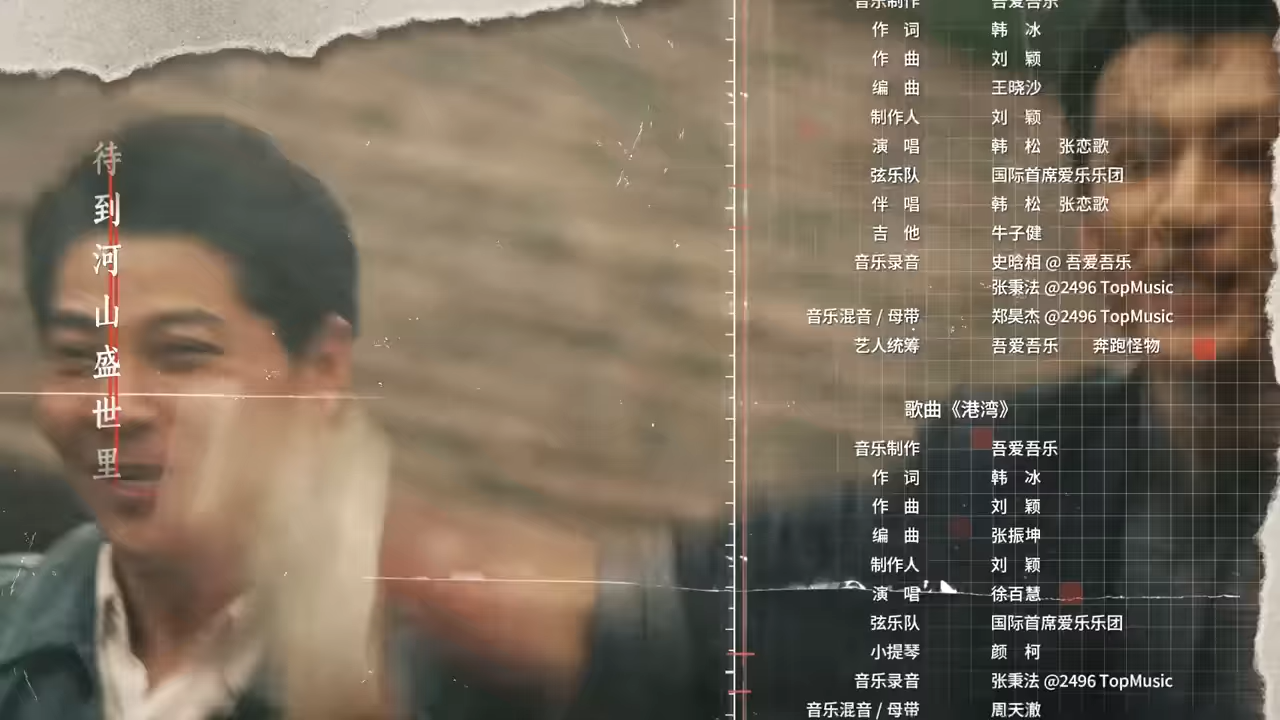 待到河山盛世里
音乐制作 吾爱吾乐
作 词 韩 冰
作 曲 刘 颖
编 曲 王晓沙
制作人 刘 颖
演 唱 韩 松 张恋歌
弦乐队 国际首席爱乐乐团
伴 唱 韩 松 张恋歌
吉 他 牛子健
音乐录音 史晗相 @ 吾爱吾乐
张秉法 @2496 TopMusic
音乐混音 / 母带 郑昊杰 @2496 TopMusic
艺人统筹 吾爱吾乐 奔跑怪物
歌曲《港湾》
音乐制作 吾爱吾乐
作 词 韩 冰
作 曲 刘 颖
编 曲 张振坤
制作人 刘 颖
演 唱 徐百慧
弦乐队 国际首席爱乐乐团
小提琴 颜 柯
音乐录音 张秉法 @2496 TopMusic
音乐混音 / 母带 周天澈